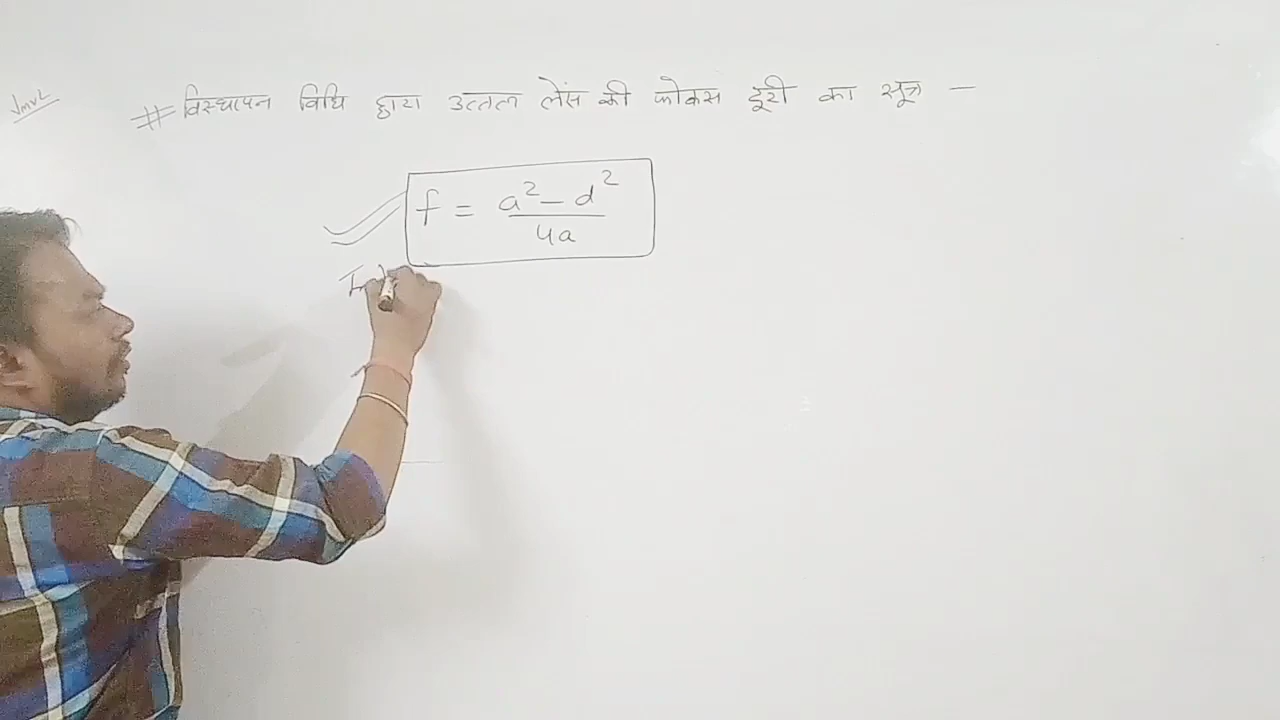 # विस्थापन विधि द्वारा उत्तल लेंस की फोकस दूरी का सूत्र —
f = a² – d² / 4a